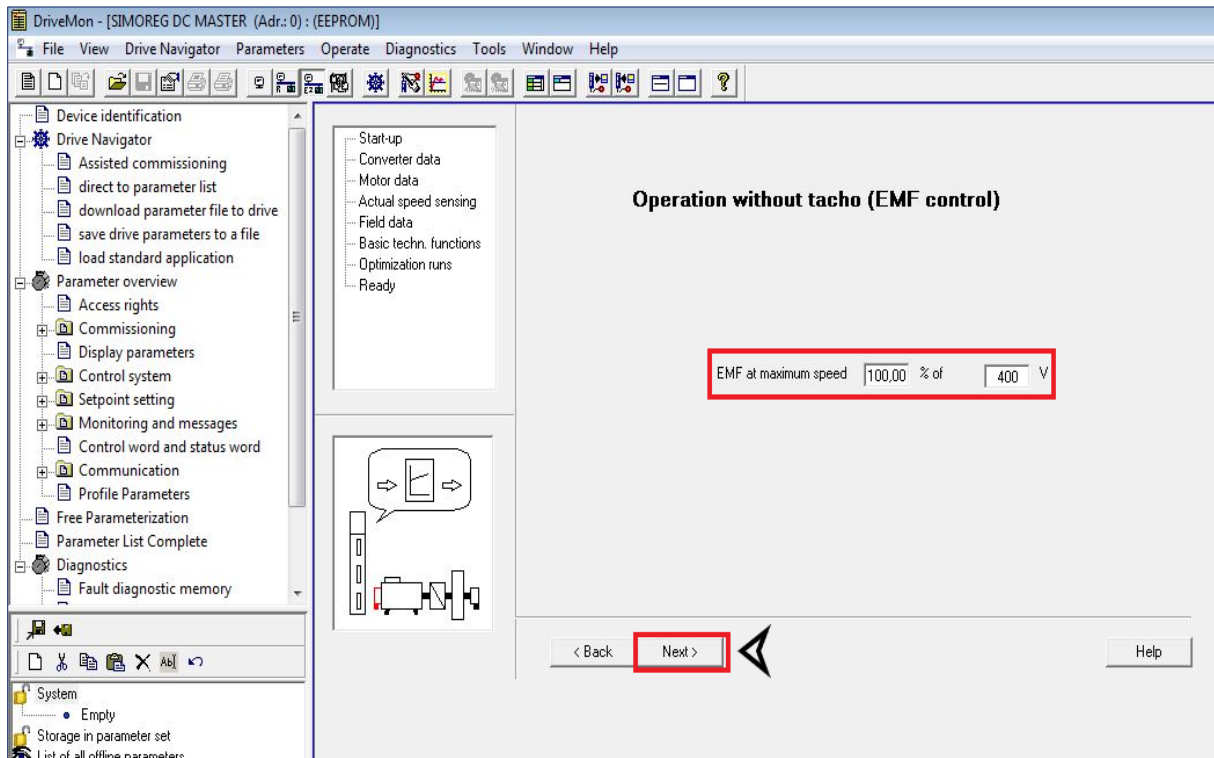 DriveMon - [SIMOREG DC MASTER (Adr.: 0) : (EEPROM)]
File View Drive Navigator Parameters Operate Diagnostics Tools Window Help
Device identification
Drive Navigator
Assisted commissioning
direct to parameter list
download parameter file to drive
save drive parameters to a file
load standard application
Parameter overview
Access rights
Commissioning
Display parameters
Control system
Setpoint setting
Monitoring and messages
Control word and status word
Communication
Profile Parameters
Free Parameterization
Parameter List Complete
Diagnostics
Fault diagnostic memory
System
Empty
Storage in parameter set
List of all offline parameters
Start-up
Converter data
Motor data
Actual speed sensing
Field data
Basic techn. functions
Optimization runs
Ready
Operation without tacho (EMF control)
EMF at maximum speed 100,00 % of 400 V
< Back Next > Help